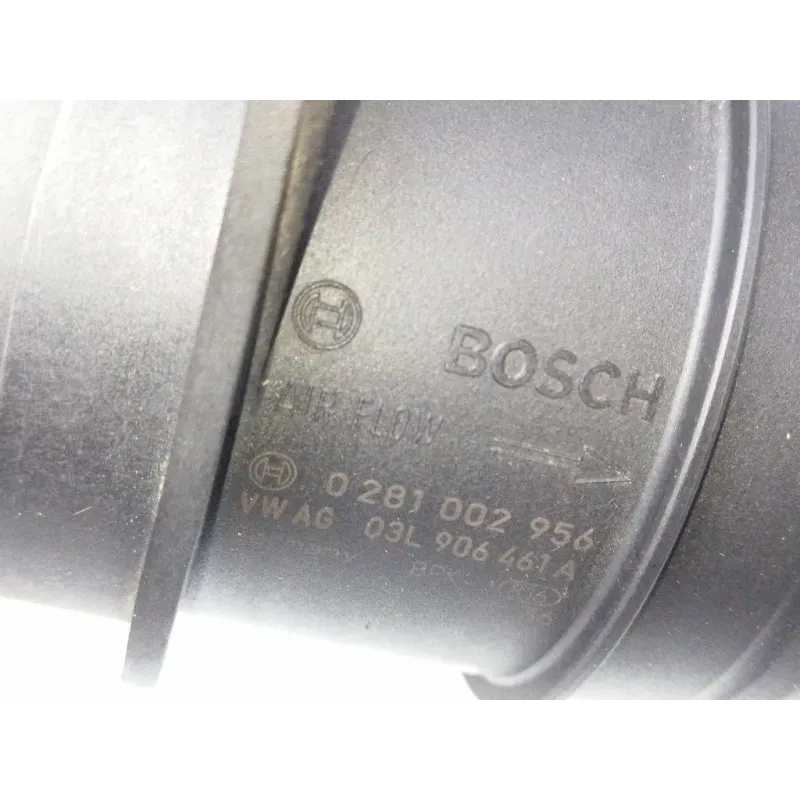 BOSCH
AIR FLOW
0 281 002 956
VW AG 03L 906 461 A